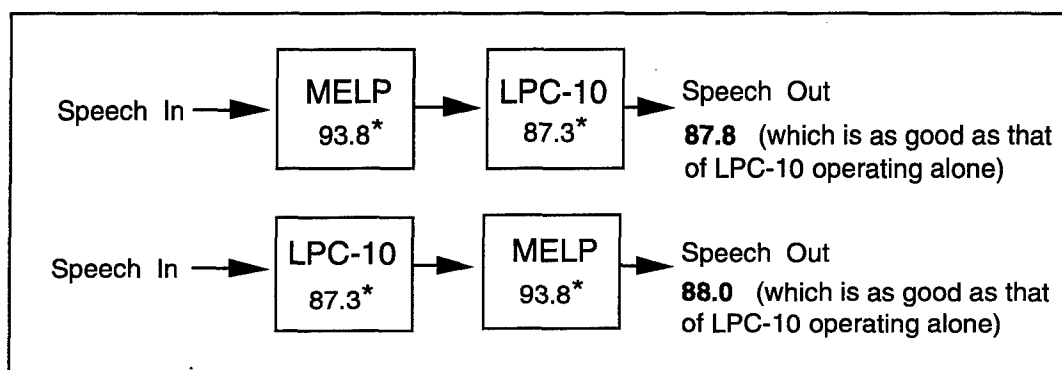 Speech In
MELP
93.8*
LPC-10
87.3*
Speech Out
87.8 (which is as good as that
of LPC-10 operating alone)
Speech In
LPC-10
87.3*
MELP
93.8*
Speech Out
88.0 (which is as good as that
of LPC-10 operating alone)